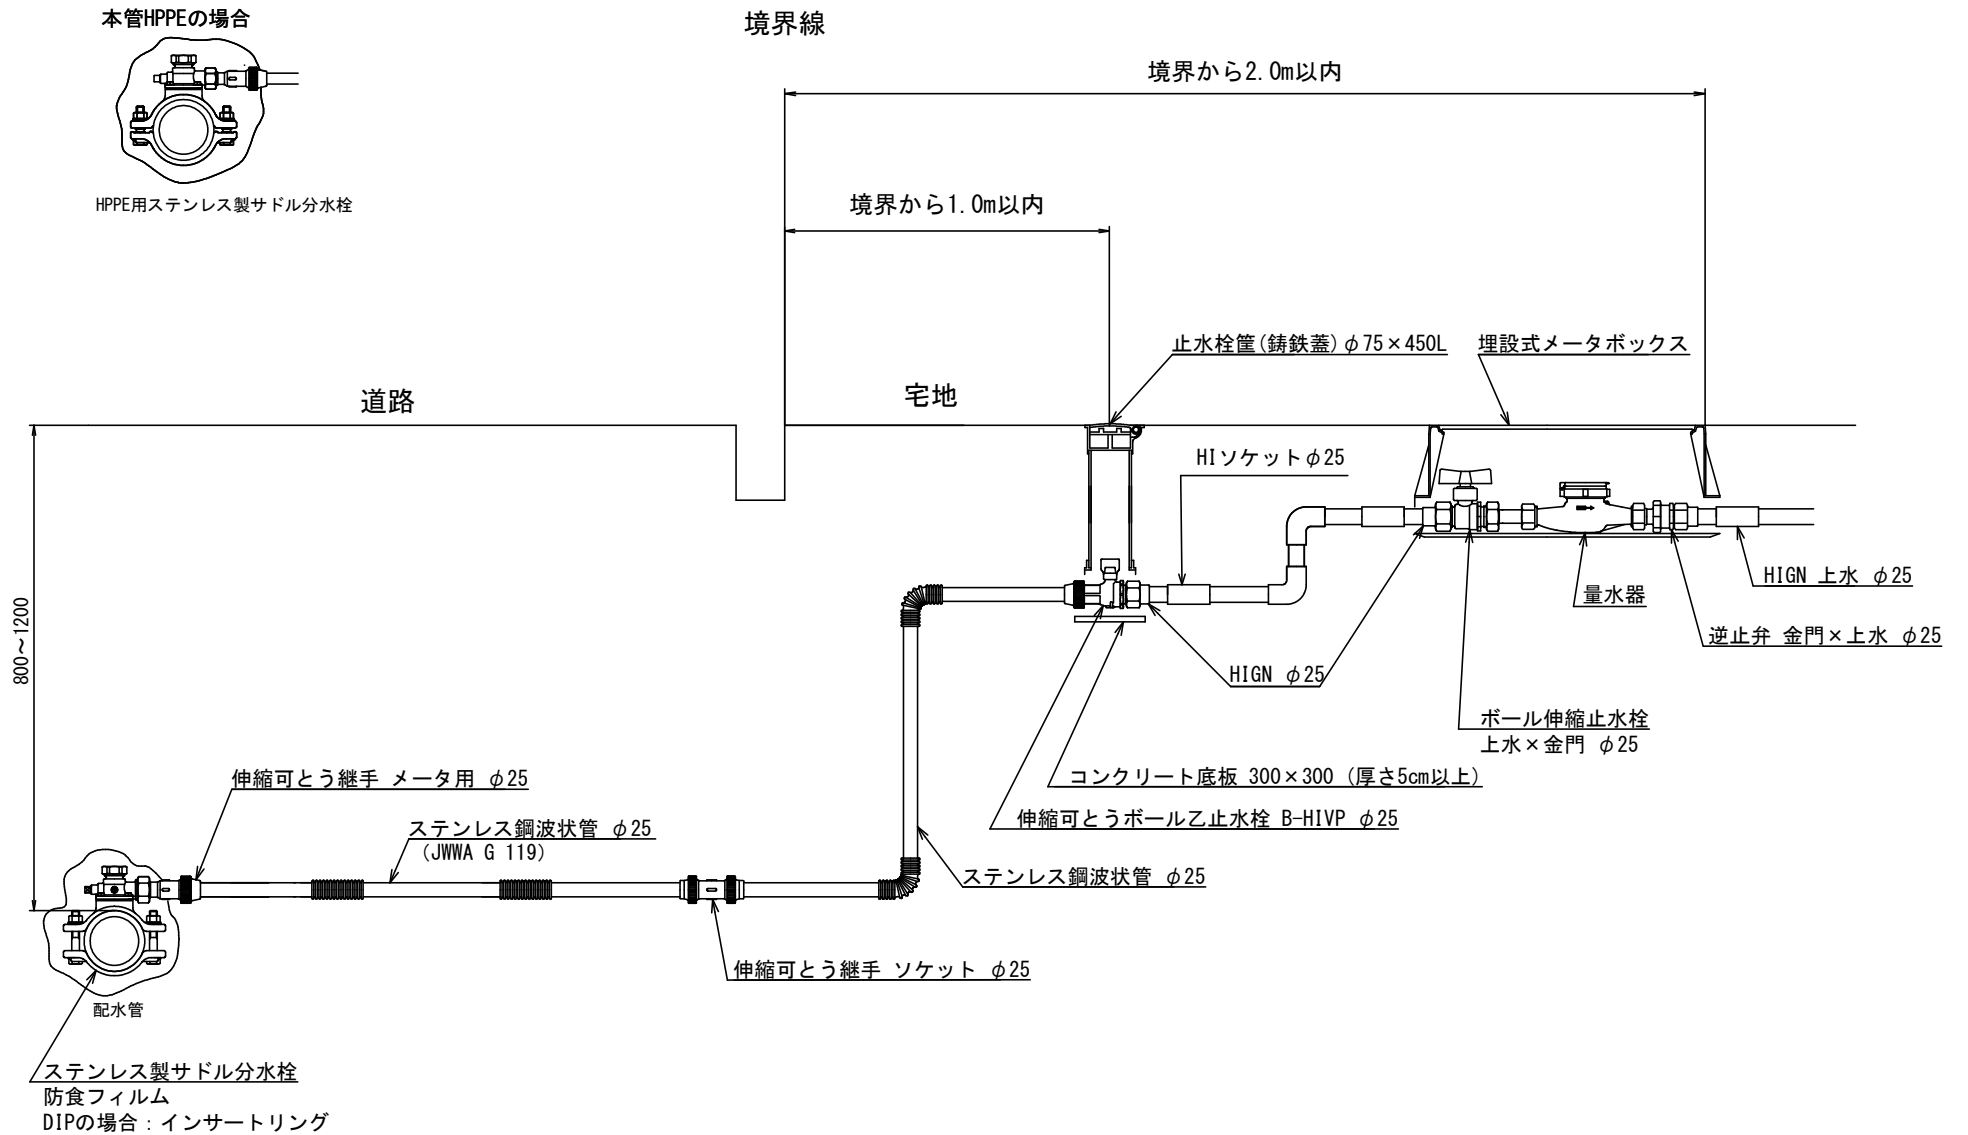 本管HPPEの場合
境界線
境界から2.0m以内
HPPE用ステンレス製サドル分水栓
境界から1.0m以内
止水栓筐(鋳鉄蓋)φ75×450L
埋設式メータボックス
道路
宅地
HIソケットφ25
HIGN 上水 φ25
量水器
800～1200
逆止弁 金門×上水 φ25
HIGN φ25
ボール伸縮止水栓
上水×金門 φ25
伸縮可とう継手 メータ用 φ25
コンクリート底板 300×300（厚さ5cm以上）
伸縮可とうボール乙止水栓 B-HIVP φ25
ステンレス鋼波状管 φ25
（JWWA G 119）
ステンレス鋼波状管 φ25
伸縮可とう継手 ソケット φ25
配水管
ステンレス製サドル分水栓
防食フィルム
DIPの場合：インサートリング